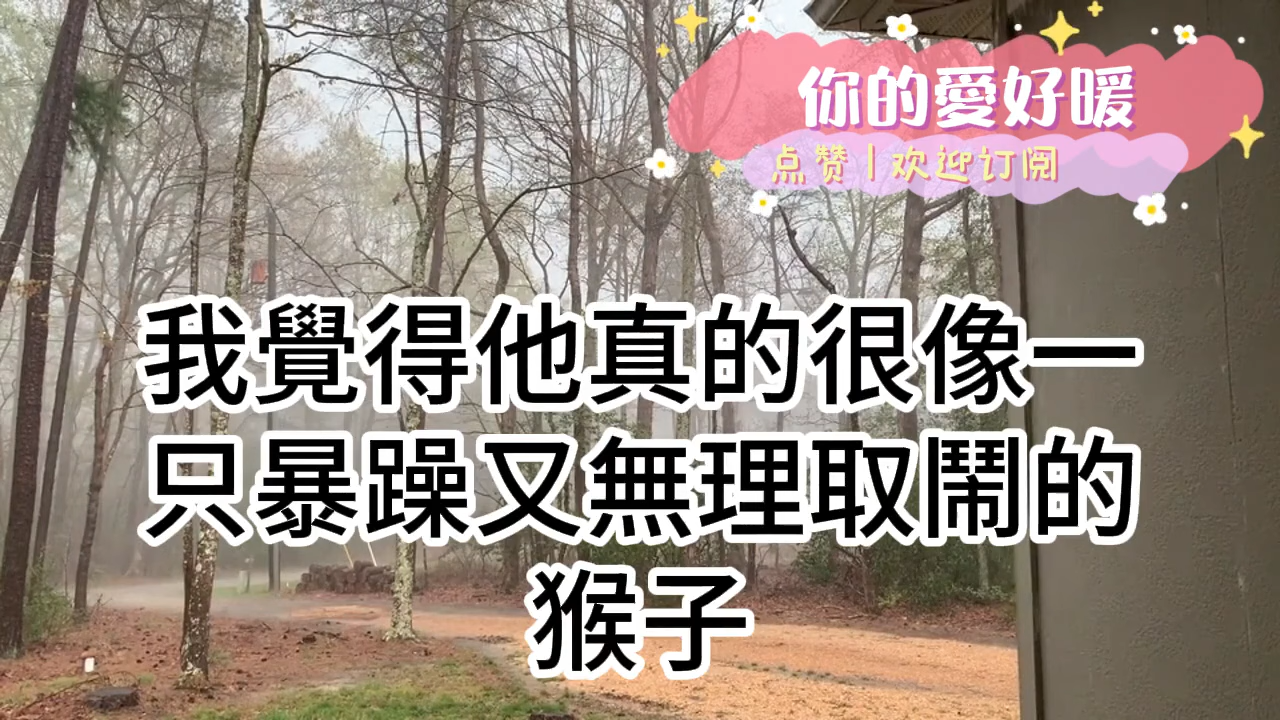 你的愛好暖
点赞 | 欢迎订阅
我覺得他真的很像一
只暴躁又無理取鬧的
猴子